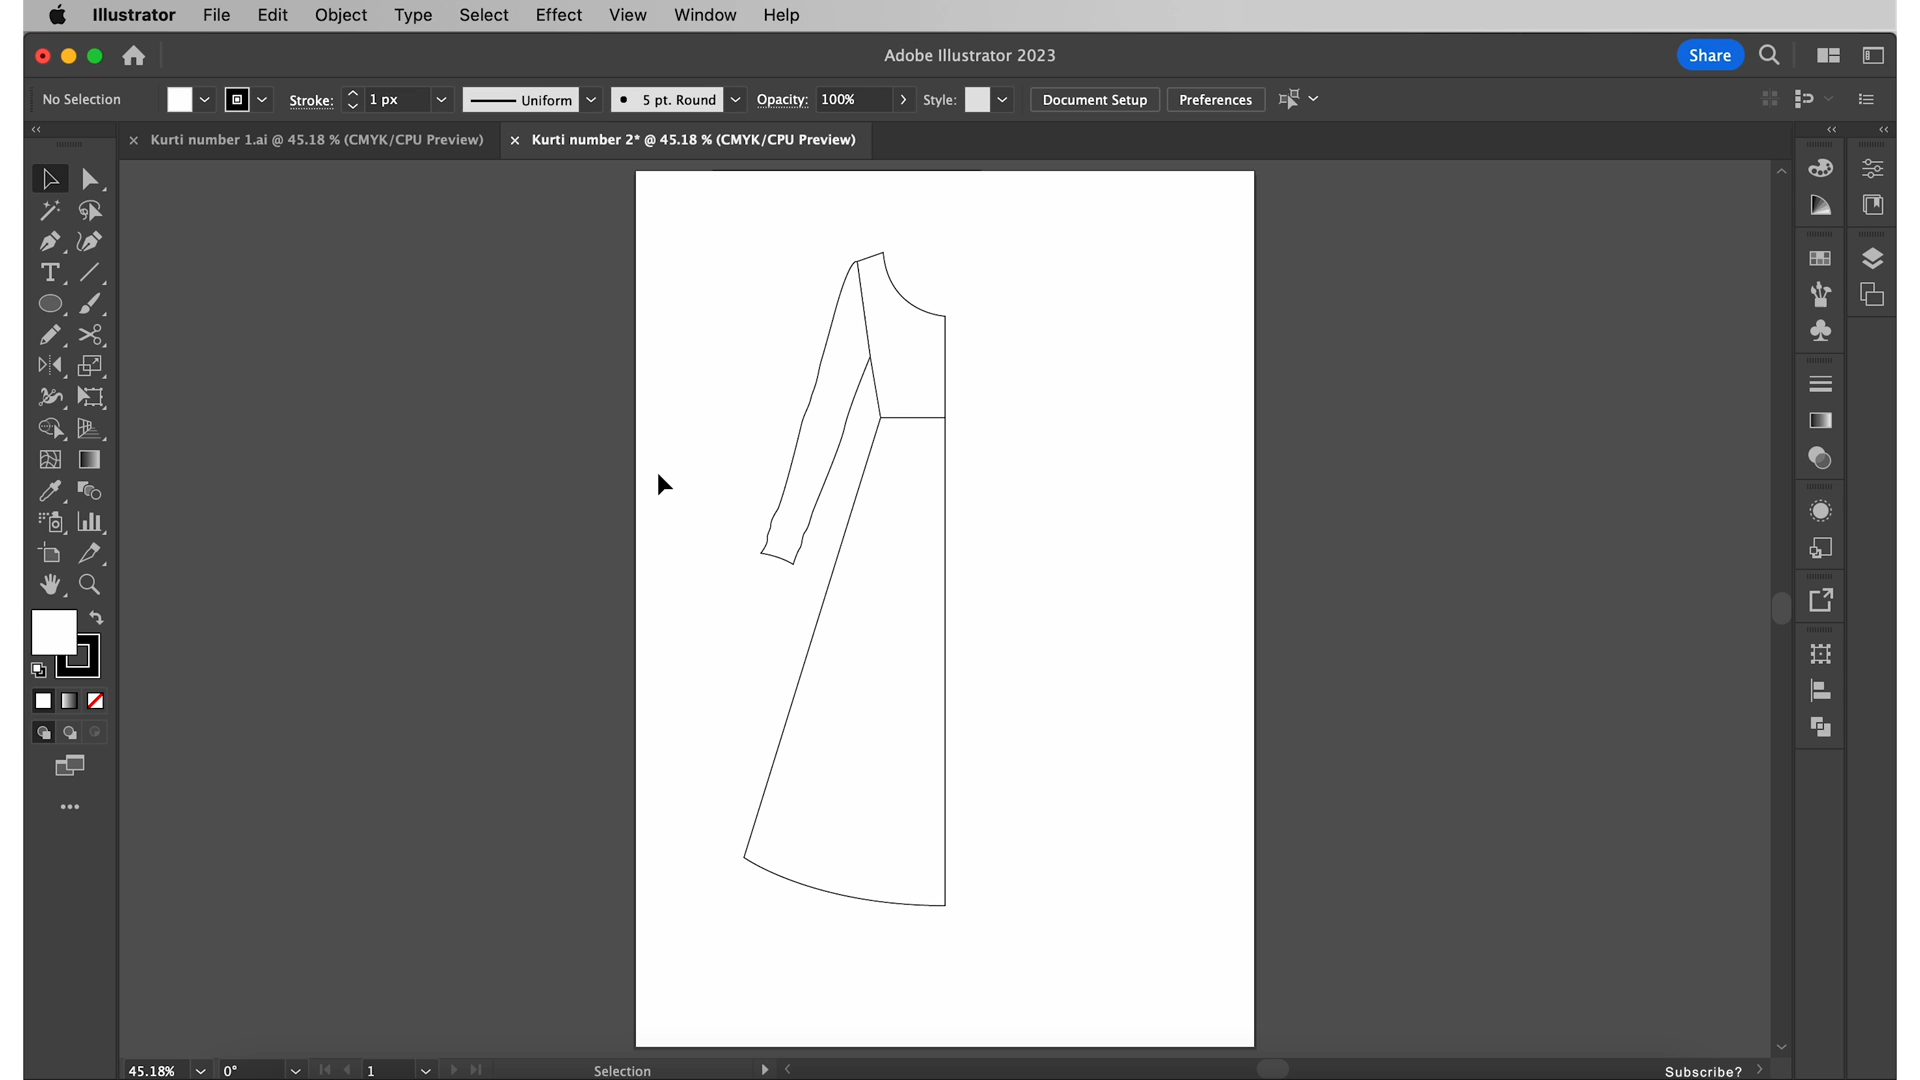 Illustrator File Edit Object Type Select Effect View Window Help
Adobe Illustrator 2023 Share
No Selection Stroke: 1 px Uniform 5 pt. Round Opacity: 100% Style: Document Setup Preferences
Kurti number 1.ai @ 45.18 % (CMYK/CPU Preview) Kurti number 2* @ 45.18 % (CMYK/CPU Preview)
45.18% 0° 1 Selection Subscribe?